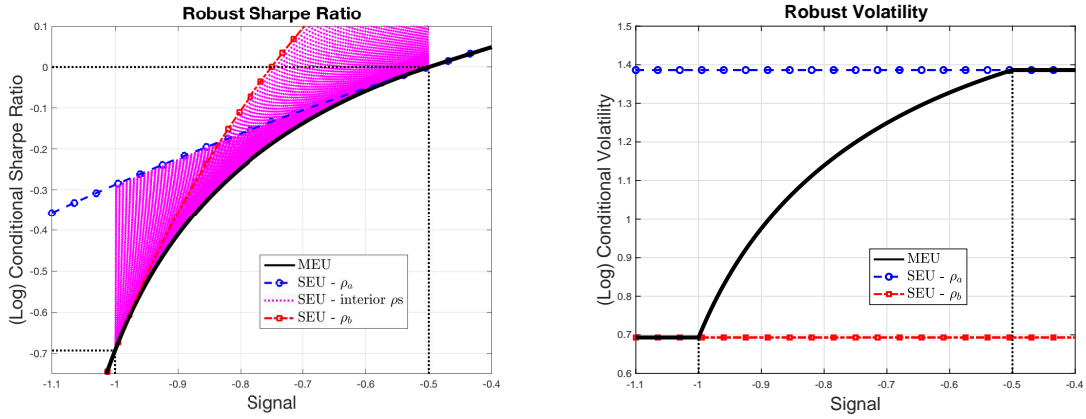 Robust Sharpe Ratio
(Log) Conditional Sharpe Ratio
0.1
0
-0.1
-0.2
-0.3
-0.4
-0.5
-0.6
-0.7
-1.1
-1
-0.9
-0.8
-0.7
-0.6
-0.5
-0.4
Signal
MEU
SEU - ρa
SEU - interior ρs
SEU - ρb
Robust Volatility
(Log) Conditional Volatility
1.5
1.4
1.3
1.2
1.1
1
0.9
0.8
0.7
0.6
-1.1
-1
-0.9
-0.8
-0.7
-0.6
-0.5
-0.4
Signal
MEU
SEU - ρa
SEU - ρb